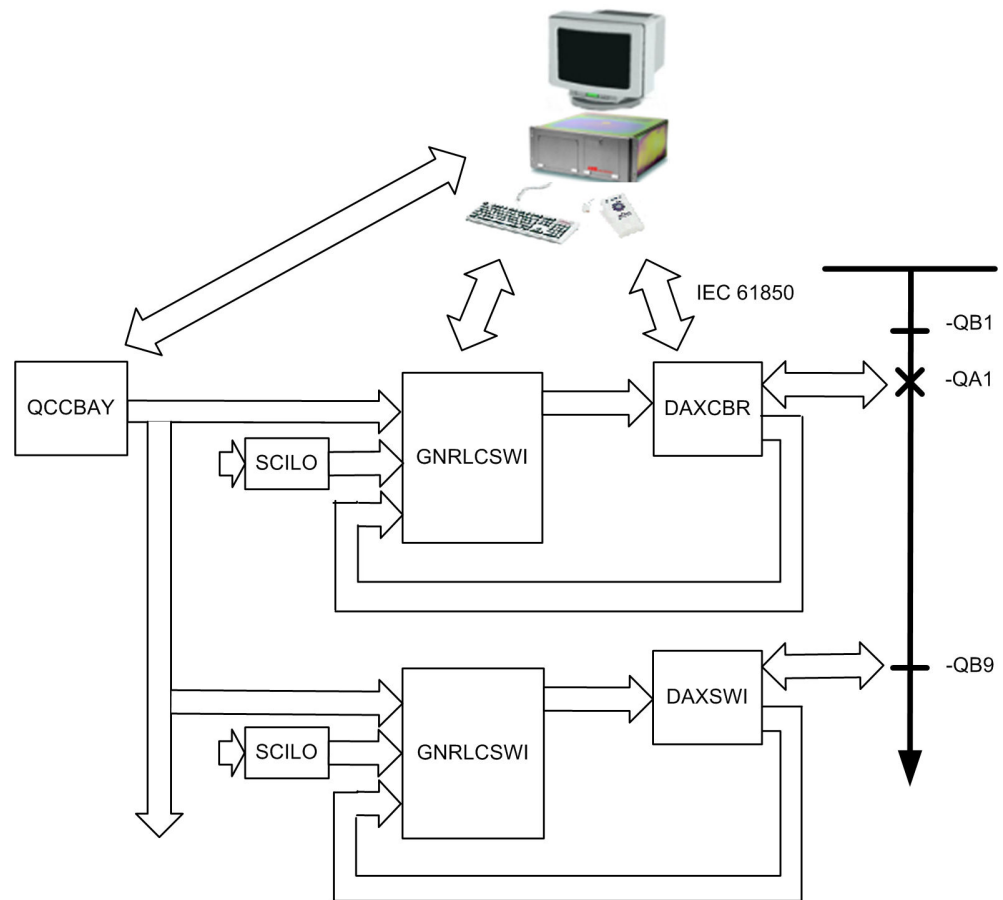 IEC 61850
-QB1
QCCBAY
GNRLCSWI
DAXCBR
-QA1
SCILO
GNRLCSWI
DAXSWI
-QB9
SCILO